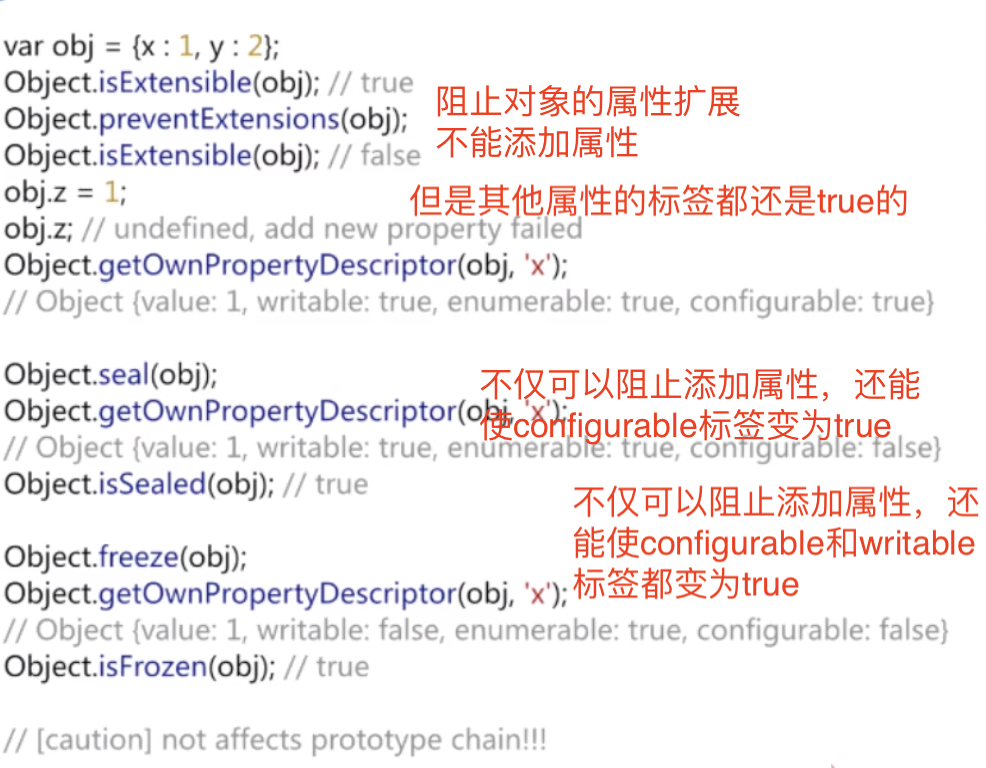 var obj = {x : 1, y : 2};
Object.isExtensible(obj); // true
阻止对象的属性扩展
Object.preventExtensions(obj);
不能添加属性
Object.isExtensible(obj); // false
obj.z = 1;
但是其他属性的标签都还是true的
obj.z; // undefined, add new property failed
Object.getOwnPropertyDescriptor(obj, 'x');
// Object {value: 1, writable: true, enumerable: true, configurable: true}
Object.seal(obj);
不仅可以阻止添加属性，还能
Object.getOwnPropertyDescriptor(obj, 'x');
使configurable标签变为true
// Object {value: 1, writable: true, enumerable: true, configurable: false}
Object.isSealed(obj); // true
不仅可以阻止添加属性，还
能使configurable和writable
Object.freeze(obj);
标签都变为true
Object.getOwnPropertyDescriptor(obj, 'x');
// Object {value: 1, writable: false, enumerable: true, configurable: false}
Object.isFrozen(obj); // true
// [caution] not affects prototype chain!!!